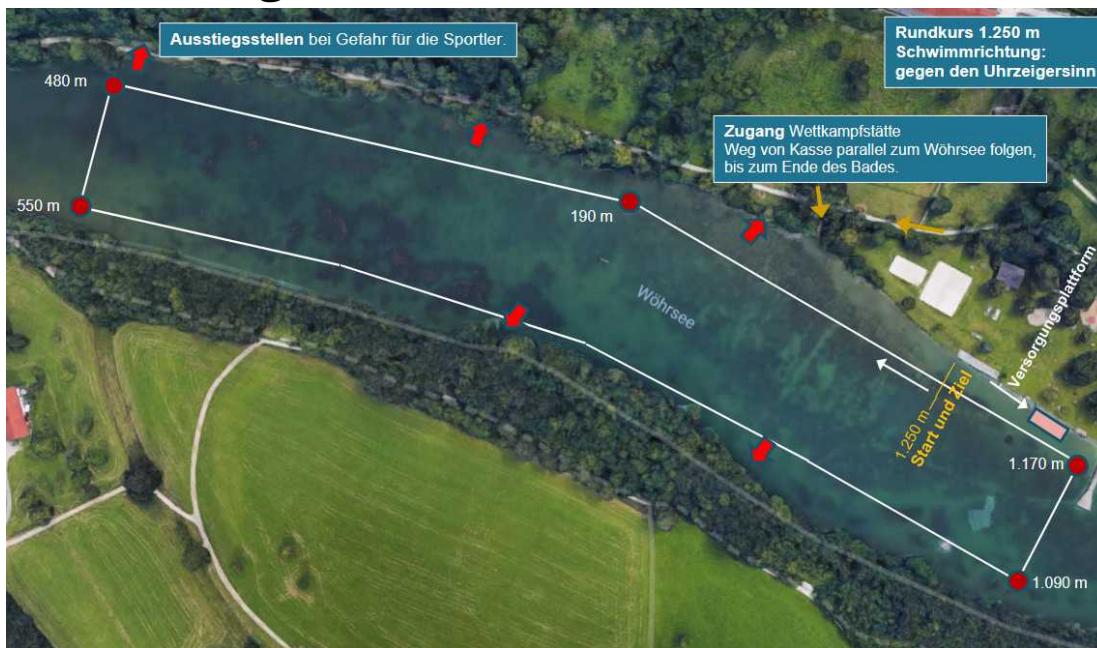 Ausstiegsstellen bei Gefahr für die Sportler.
Rundkurs 1.250 m
Schwimmrichtung:
gegen den Uhrzeigersinn
480 m
Zugang Wettkampfstätte
Weg von Kasse parallel zum Wöhrsee folgen,
bis zum Ende des Bades.
550 m
190 m
Wöhrsee
Versorgungsplattform
1.250 m
Start und Ziel
1.170 m
1.090 m